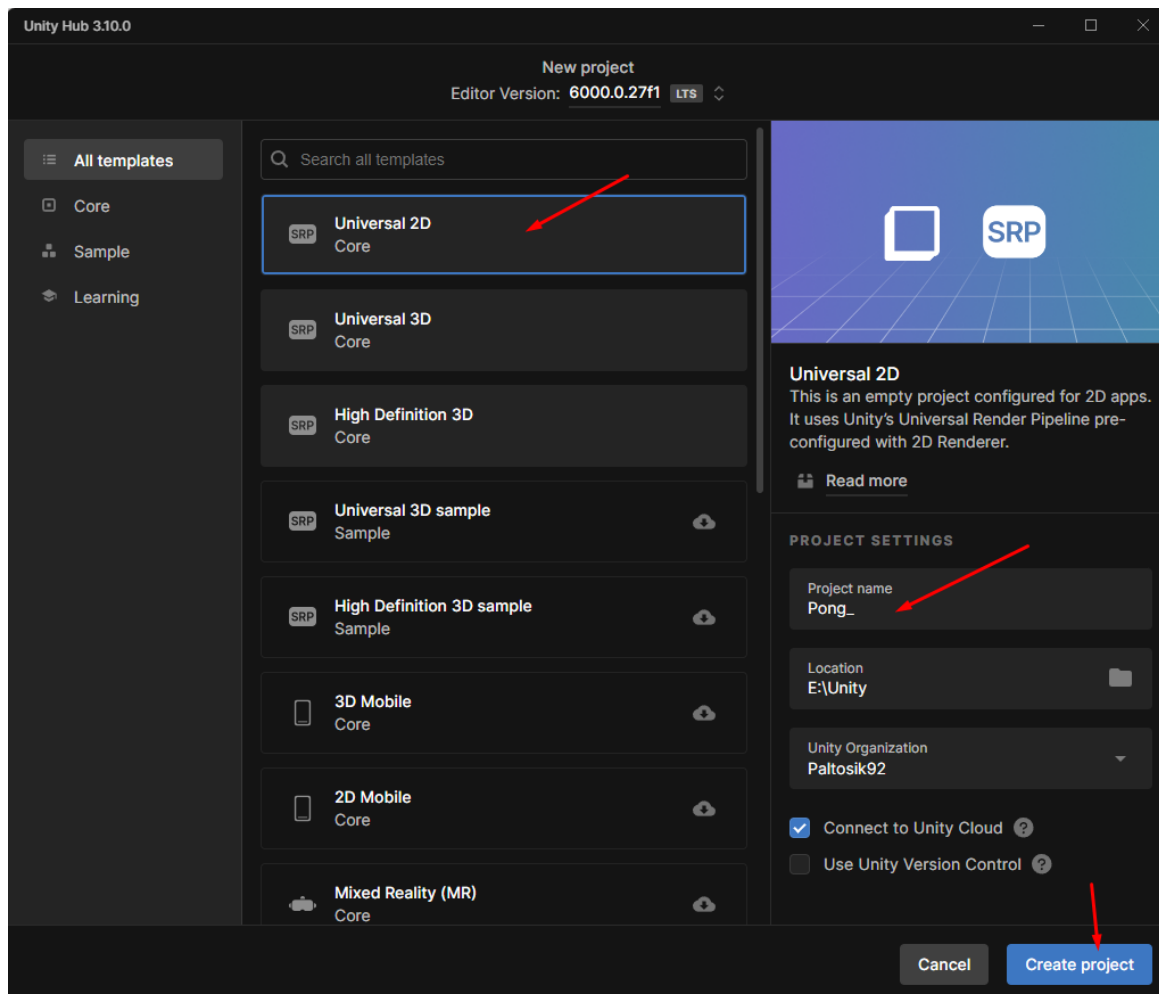 Unity Hub 3.10.0
New project
Editor Version: 6000.0.27f1 LTS
All templates
Core
Sample
Learning
Search all templates
SRP
Universal 2D
Core
SRP
Universal 3D
Core
SRP
High Definition 3D
Core
SRP
Universal 3D sample
Sample
SRP
High Definition 3D sample
Sample
3D Mobile
Core
2D Mobile
Core
Mixed Reality (MR)
Core
SRP
Universal 2D
This is an empty project configured for 2D apps.
It uses Unity's Universal Render Pipeline pre-
configured with 2D Renderer.
Read more
PROJECT SETTINGS
Project name
Pong_
Location
E:\Unity
Unity Organization
Paltosik92
Connect to Unity Cloud ?
Use Unity Version Control ?
Cancel
Create project